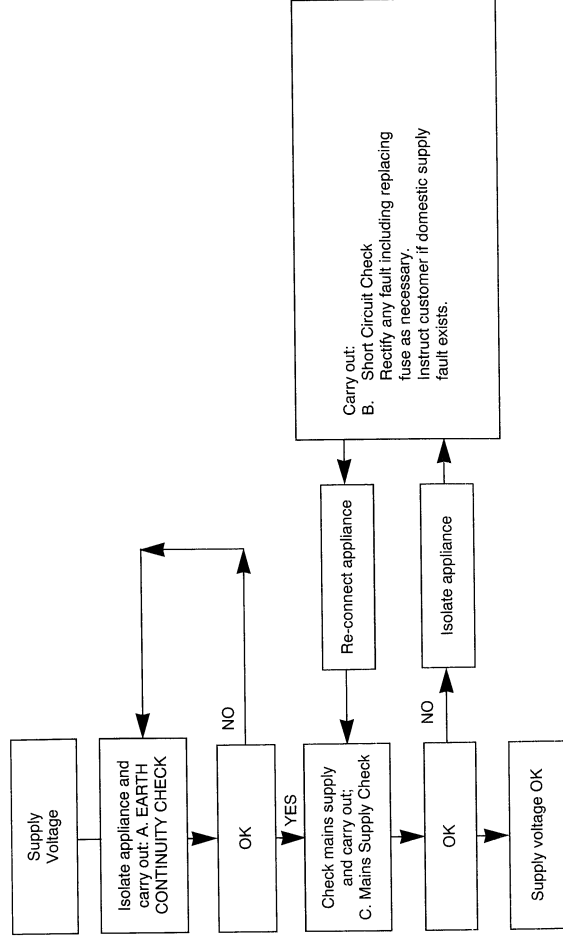 Supply
Voltage
Isolate appliance and
carry out: A. EARTH
CONTINUITY CHECK
OK
NO
YES
Check mains supply
and carry out;
C. Mains Supply Check
Re-connect appliance
Carry out:
B. Short Circuit Check
Rectify any fault including replacing
fuse as necessary.
Instruct customer if domestic supply
fault exists.
OK
NO
Isolate appliance
Supply voltage OK